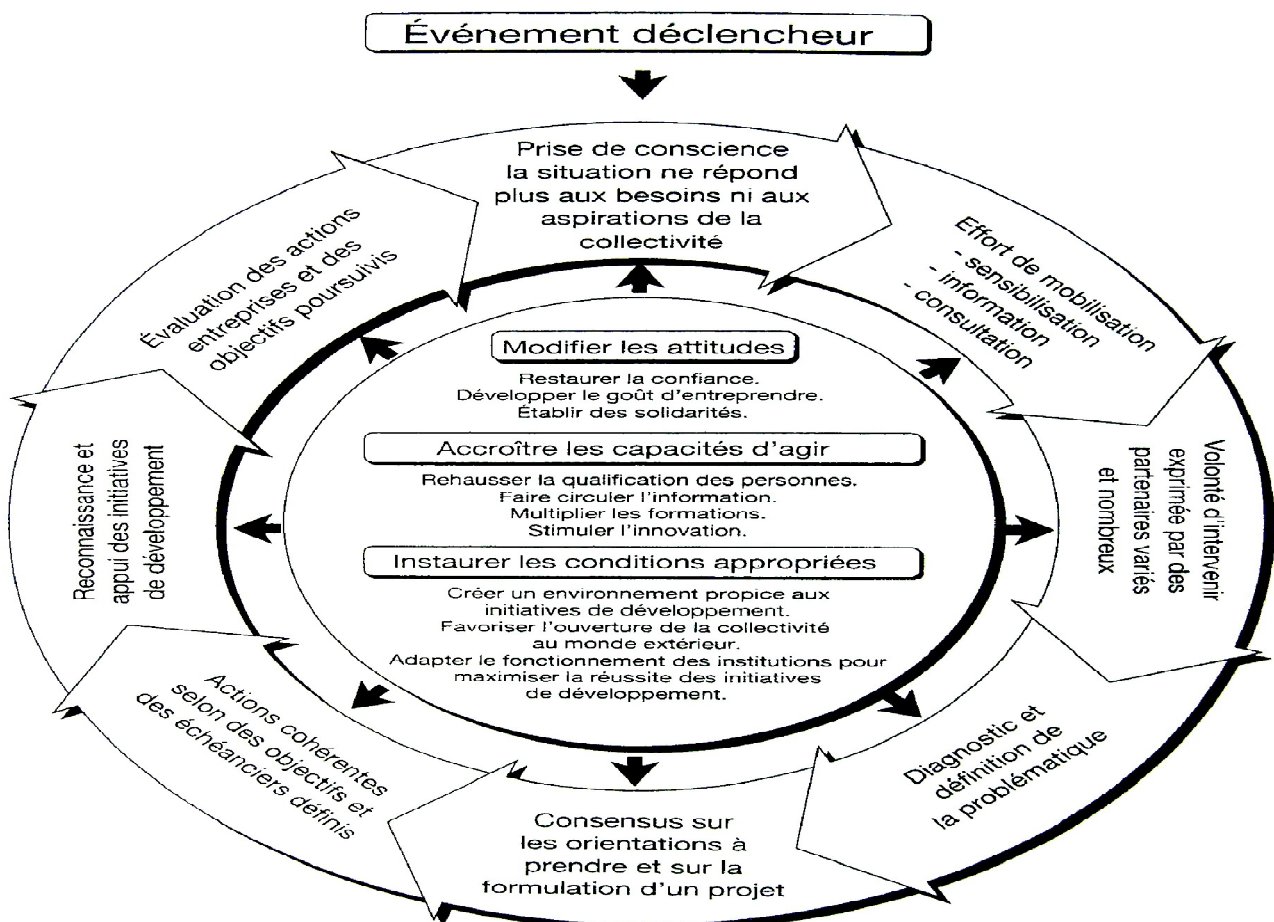 Événement déclencheur
Prise de conscience
la situation ne répond
plus aux besoins ni aux
aspirations de la
collectivité
Effort de mobilisation
- sensibilisation
- information
- consultation
Volonté d'intervenir
exprimée par des
partenaires variés
et nombreux
Diagnostic et
définition de
la problématique
Consensus sur
les orientations à
prendre et sur la
formulation d'un projet
Actions cohérentes
selon des objectifs et
des échéanciers définis
Reconnaissance et
appui des initiatives
de développement
Évaluation des actions
entreprises et des
objectifs poursuivis
Modifier les attitudes
Restaurer la confiance.
Développer le goût d'entreprendre.
Établir des solidarités.
Accroître les capacités d'agir
Rehausser la qualification des personnes.
Faire circuler l'information.
Multiplier les formations.
Stimuler l'innovation.
Instaurer les conditions appropriées
Créer un environnement propice aux
initiatives de développement.
Favoriser l'ouverture de la collectivité
au monde extérieur.
Adapter le fonctionnement des institutions pour
maximiser la réussite des initiatives
de développement.